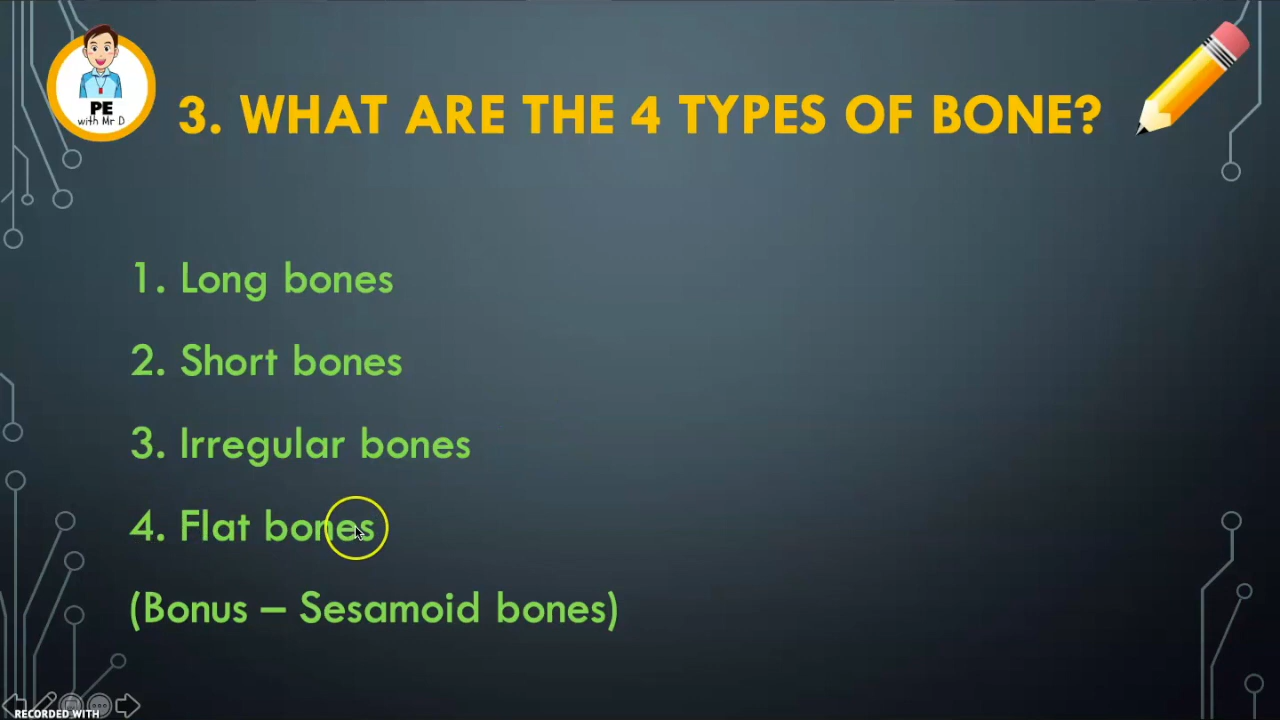 PE
with Mr D
3. WHAT ARE THE 4 TYPES OF BONE?
1. Long bones
2. Short bones
3. Irregular bones
4. Flat bones
(Bonus – Sesamoid bones)
RECORDED WITH